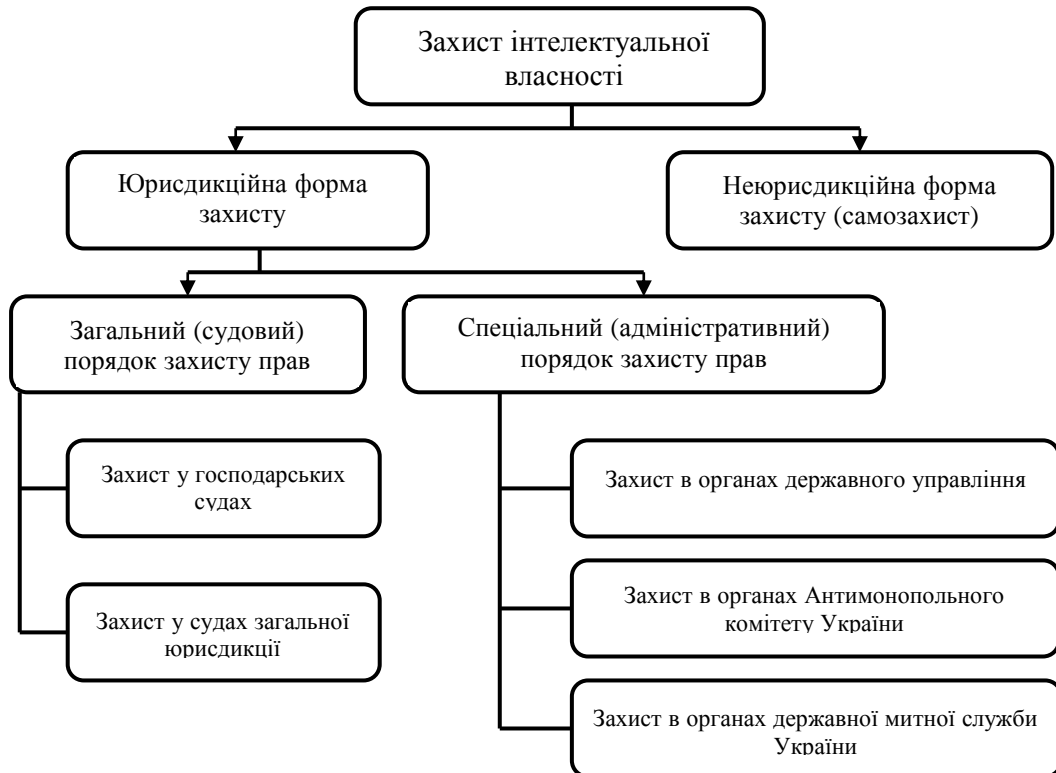 Захист інтелектуальної
власності
Юрисдикційна форма
захисту
Неюрисдикційна форма
захисту (самозахист)
Загальний (судовий)
порядок захисту прав
Спеціальний (адміністративний)
порядок захисту прав
Захист у господарських
судах
Захист у судах загальної
юрисдикції
Захист в органах державного управління
Захист в органах Антимонопольного
комітету України
Захист в органах державної митної служби
України